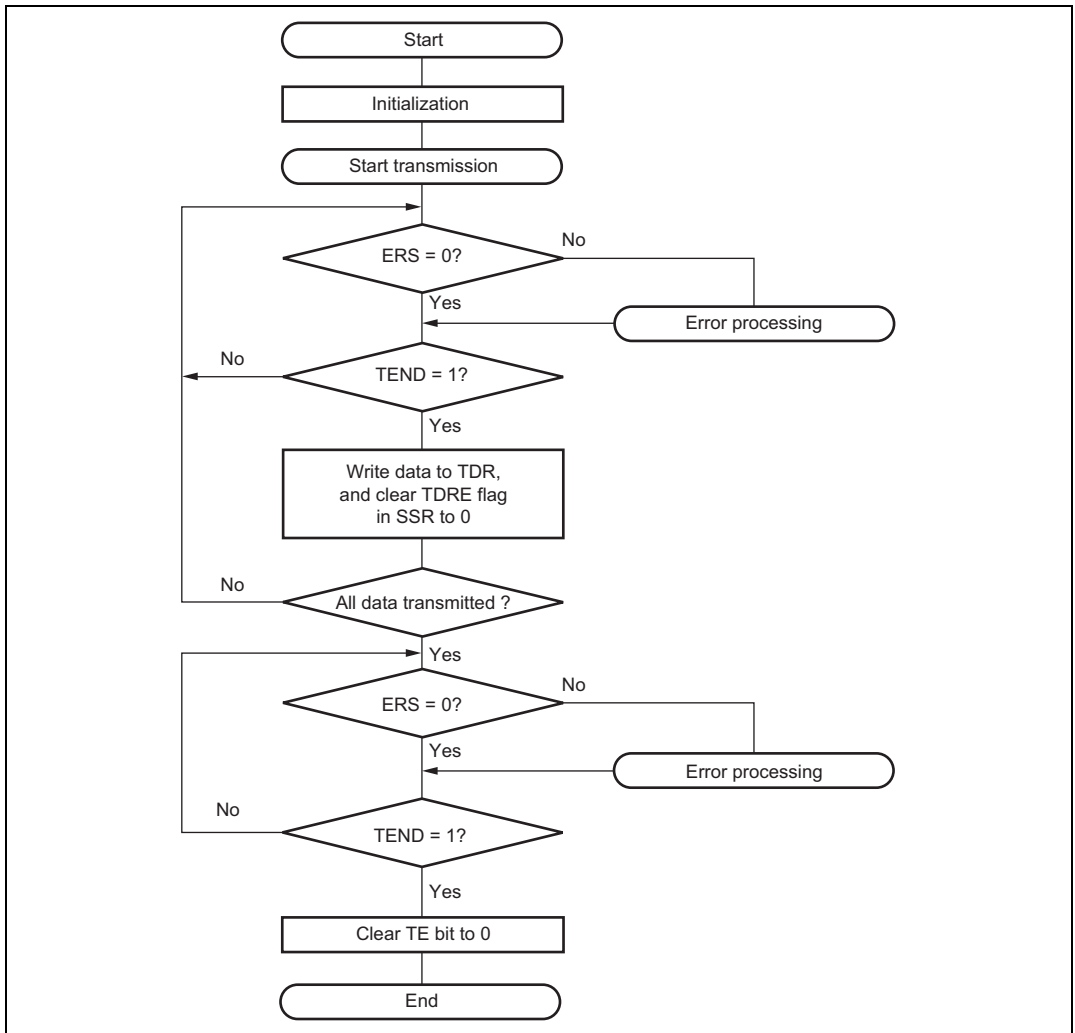 Start
Initialization
Start transmission
ERS = 0?
No
Yes
Error processing
No
TEND = 1?
Yes
Write data to TDR,
and clear TDRE flag
in SSR to 0
No
All data transmitted ?
Yes
ERS = 0?
No
Yes
Error processing
No
TEND = 1?
Yes
Clear TE bit to 0
End